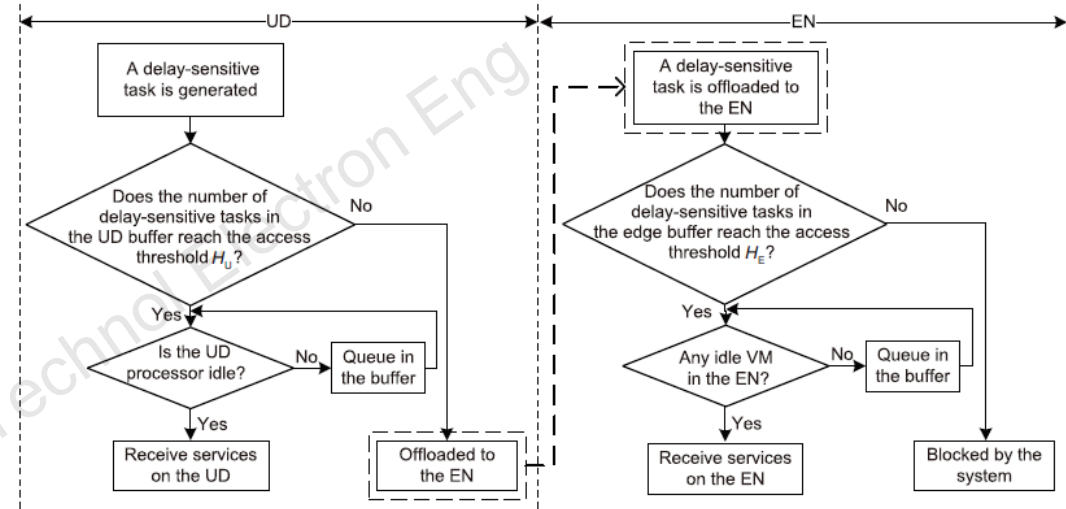 UD
EN
A delay-sensitive
task is generated
Does the number of
delay-sensitive tasks in
the UD buffer reach the access
threshold H_U?
No
Yes
Is the UD
processor idle?
No
Queue in
the buffer
Yes
Receive services
on the UD
Offloaded to
the EN
A delay-sensitive
task is offloaded to
the EN
Does the number of
delay-sensitive tasks in
the edge buffer reach the access
threshold H_E?
No
Yes
Any idle VM
in the EN?
No
Queue in
the buffer
Yes
Receive services
on the EN
Blocked by the
system
Technol Electron Eng